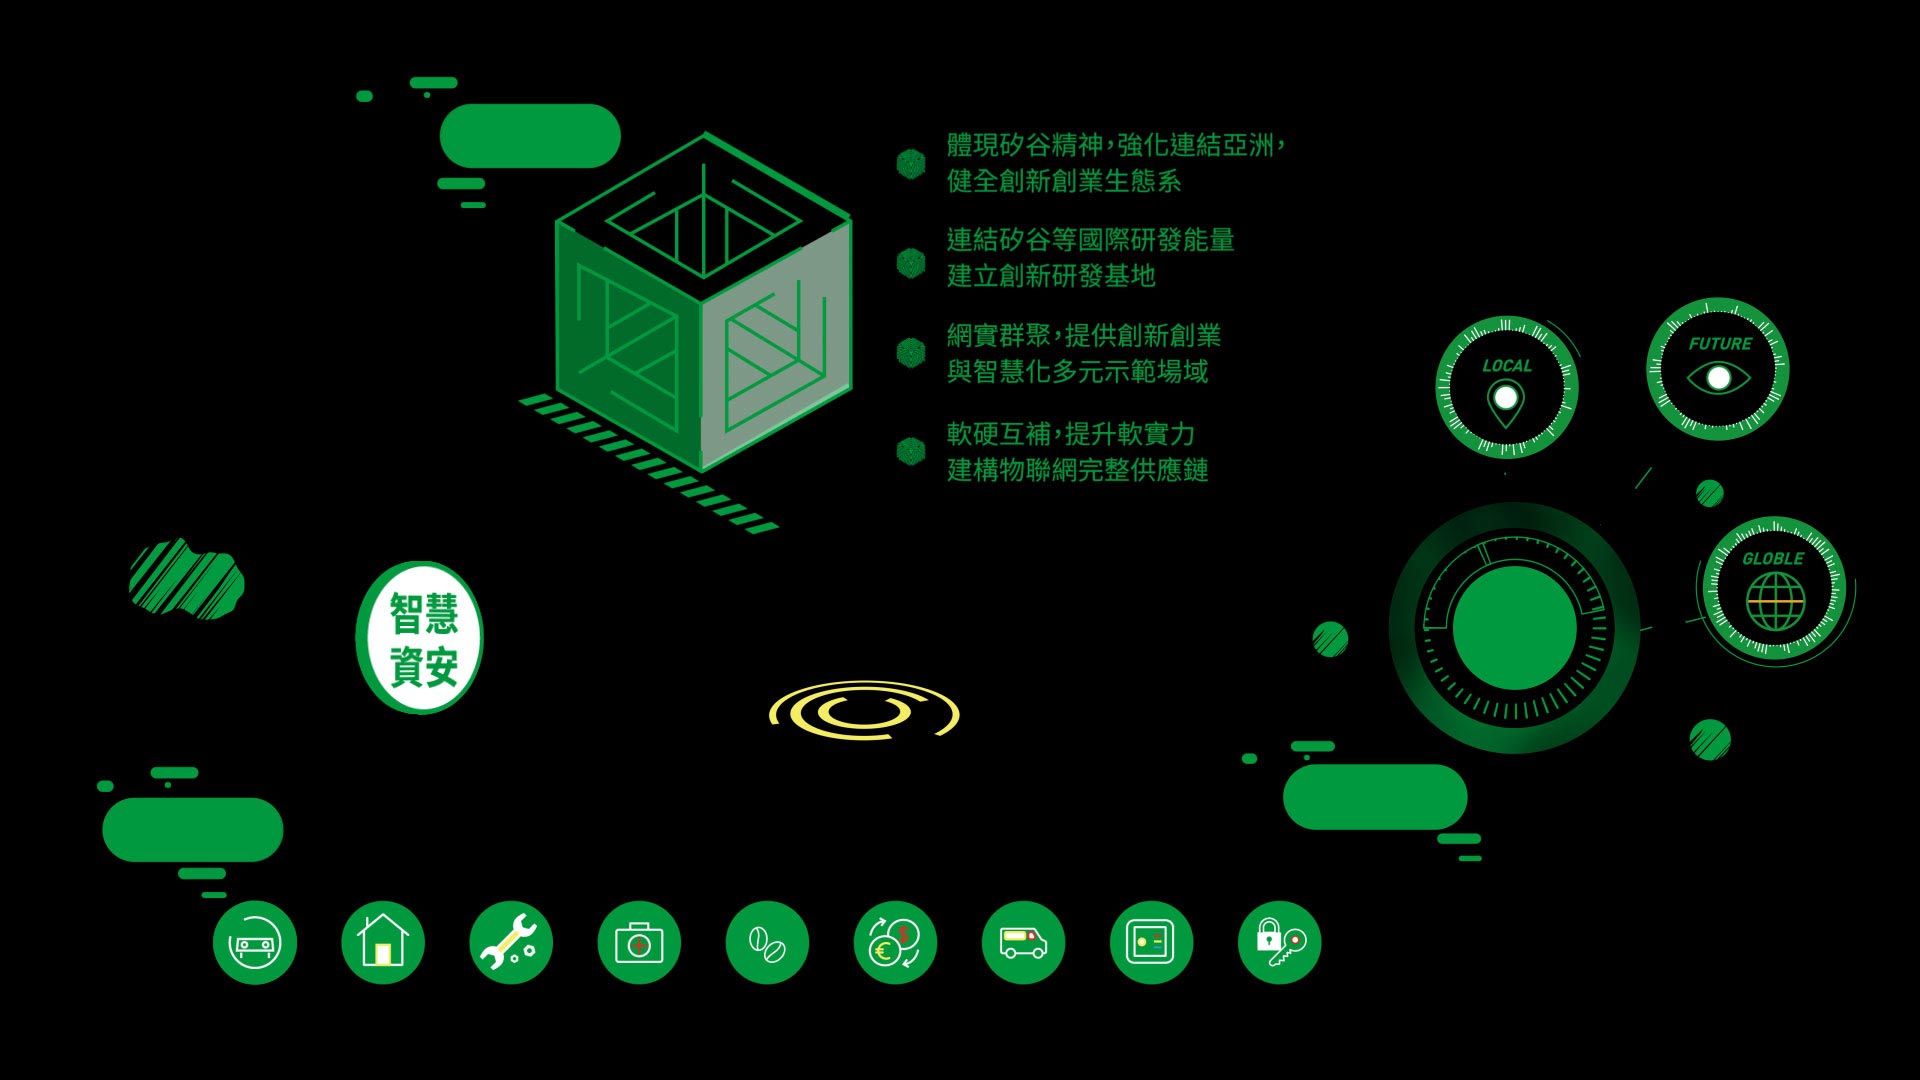 體現矽谷精神，強化連結亞洲，
健全創新創業生態系
連結矽谷等國際研發能量
建立創新研發基地
網實群聚，提供創新創業
與智慧化多元示範場域
軟硬互補，提升軟實力
建構物聯網完整供應鏈
LOCAL
FUTURE
GLOBLE
智慧
資安
$
€